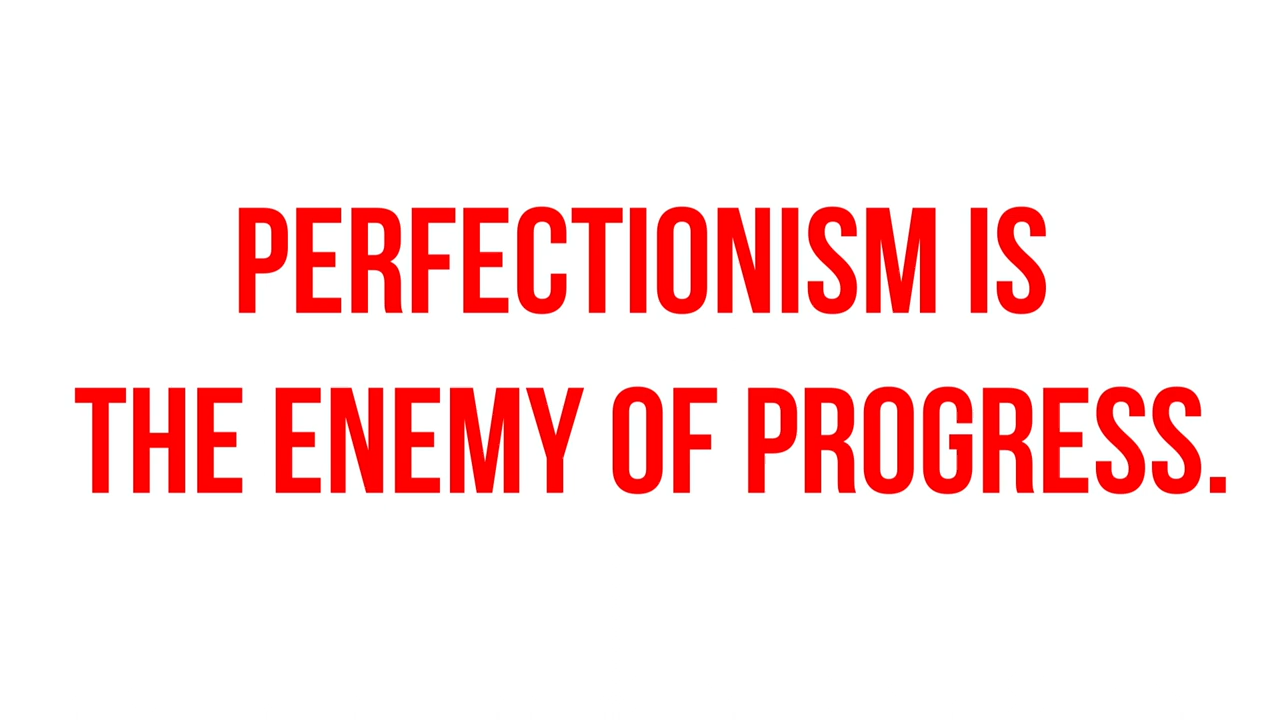 PERFECTIONISM IS
THE ENEMY OF PROGRESS.